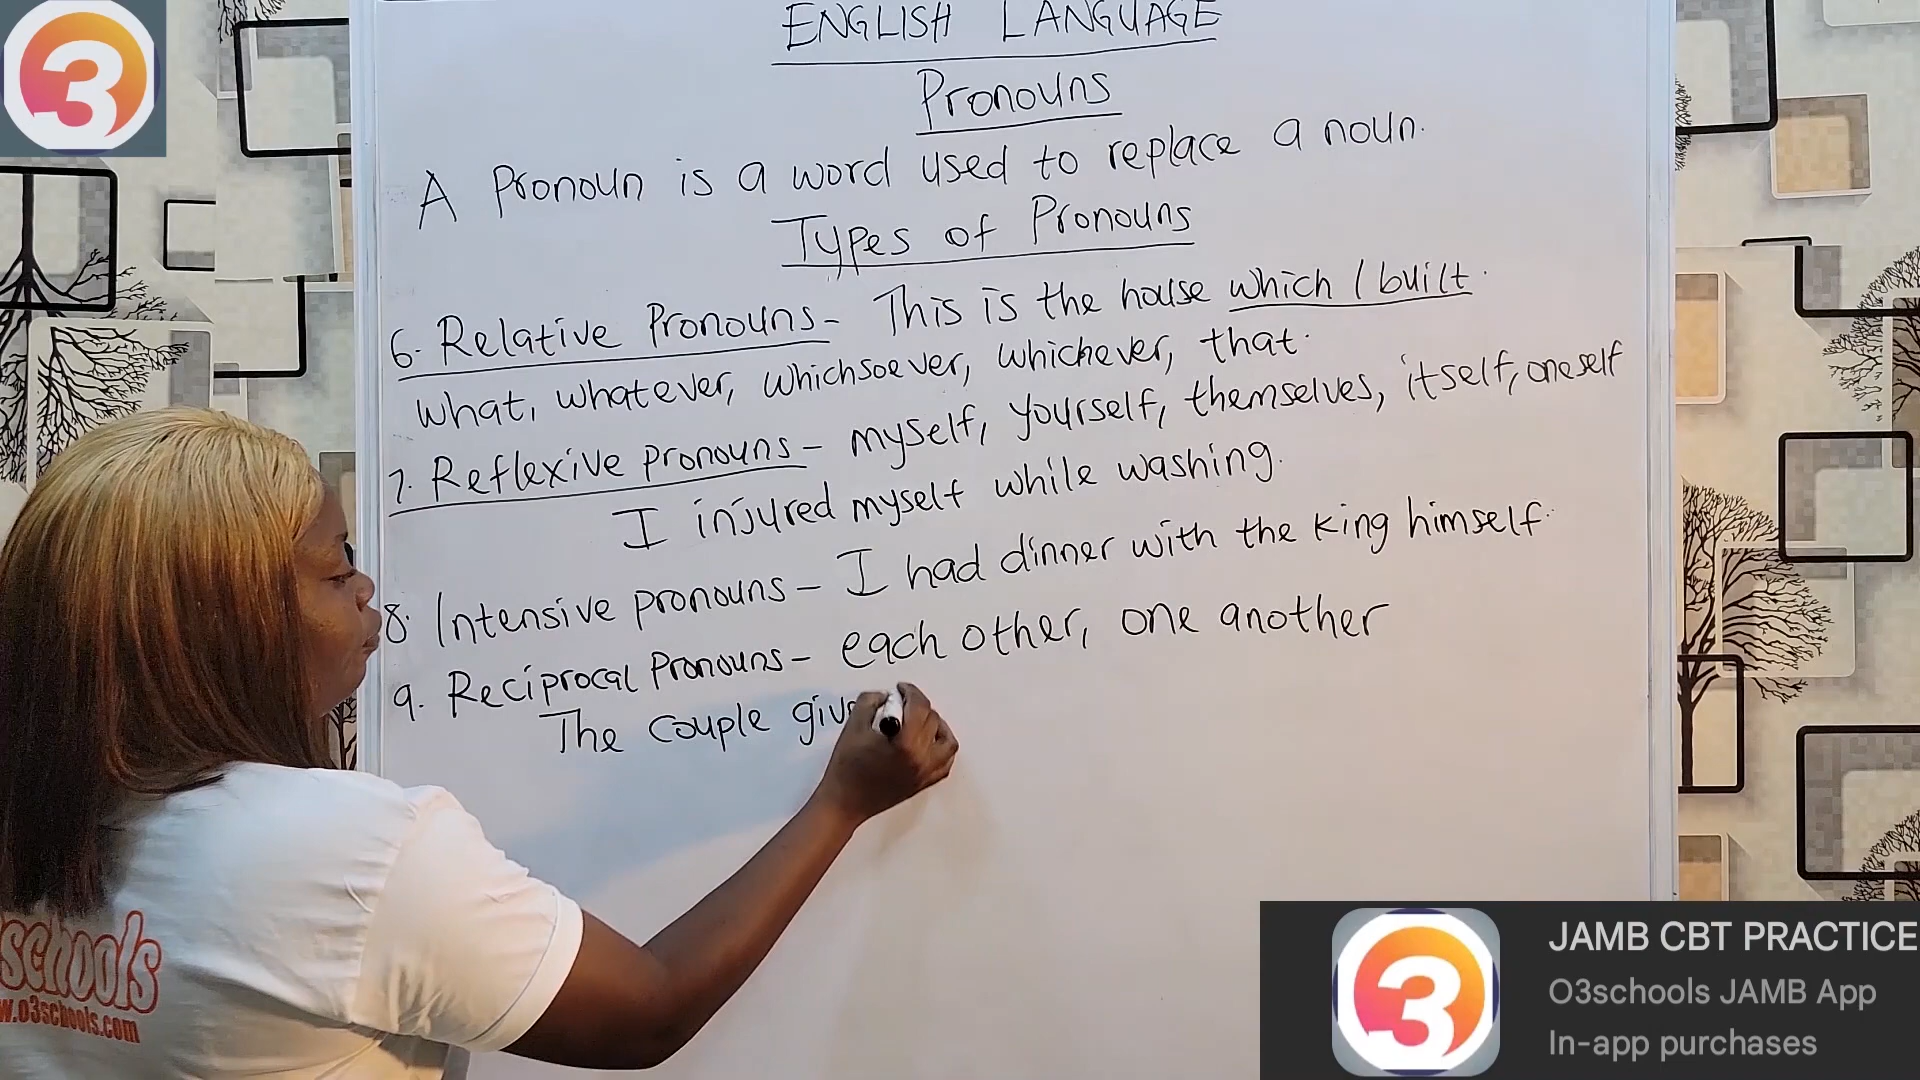 3
ENGLISH LANGUAGE
Pronouns
A Pronoun is a word used to replace a noun.
Types of Pronouns
6. Relative Pronouns - This is the house which I built.
What, whatever, whichsoever, whichever, that.
7. Reflexive pronouns - myself, yourself, themselves, itself, oneself
I injured myself while washing.
8. Intensive pronouns - I had dinner with the king himself.
9. Reciprocal Pronouns - each other, one another
The couple give
schools
w.o3schools.com
3
JAMB CBT PRACTICE
O3schools JAMB App
In-app purchases